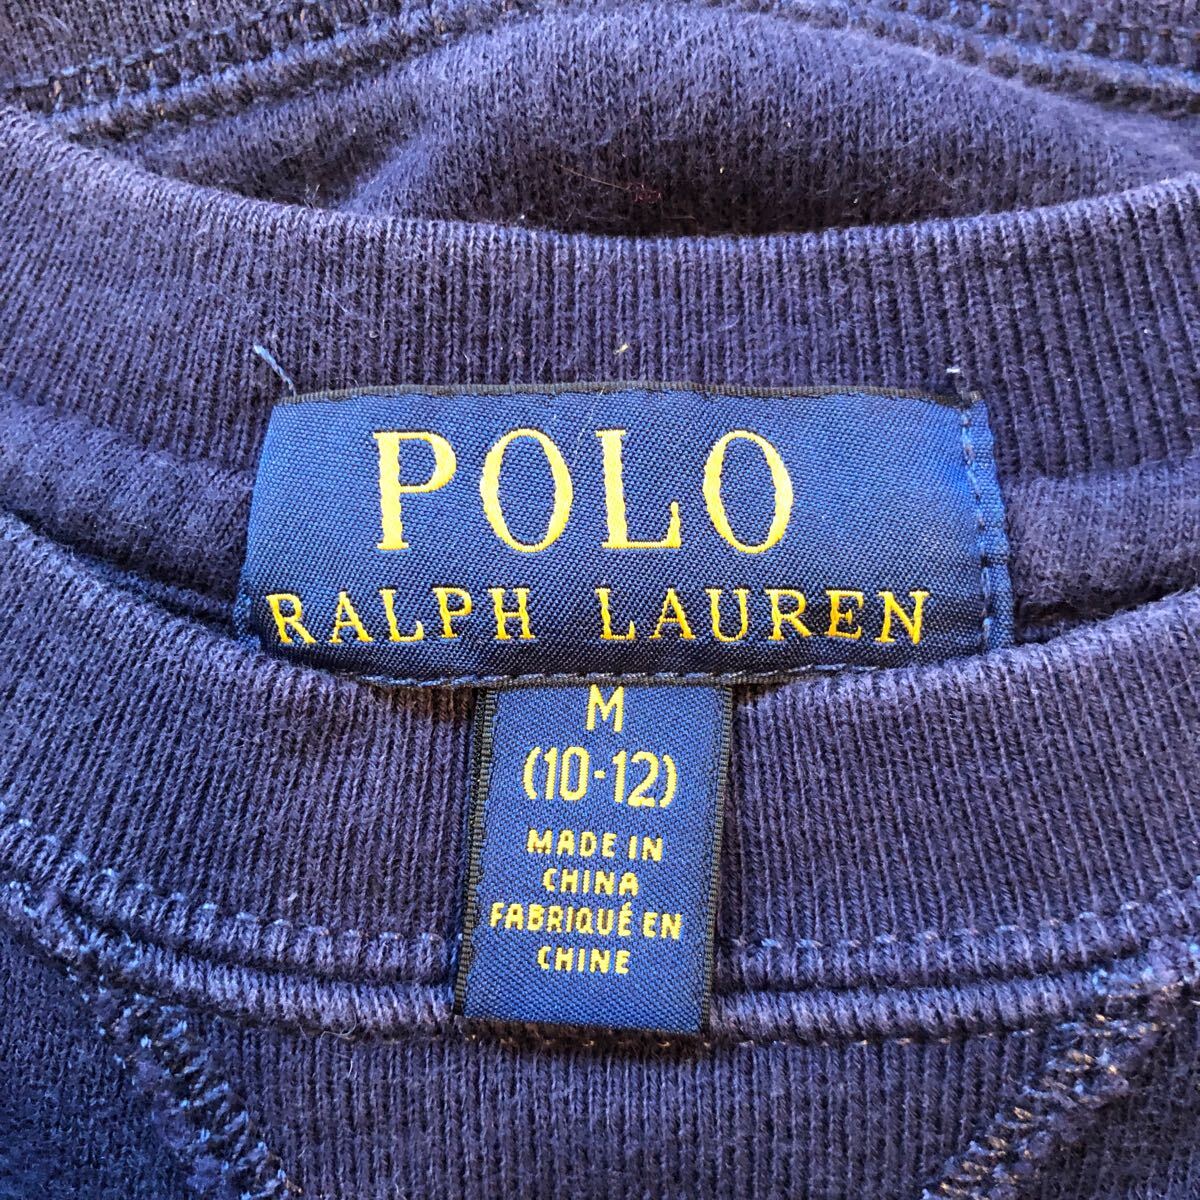 POLO
RALPH LAUREN
M
(10-12)
MADE IN
CHINA
FABRIQUÉ EN
CHINE